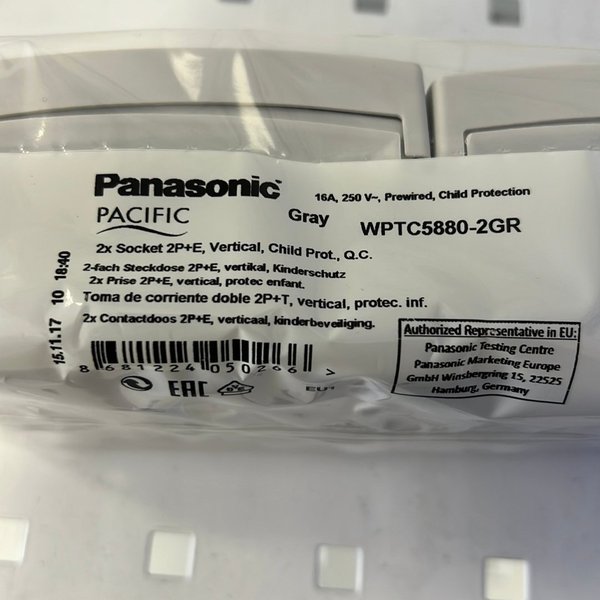 Panasonic
PACIFIC
Gray
16A, 250 V~, Prewired, Child Protection
WPTC5880-2GR
2x Socket 2P+E, Vertical, Child Prot., Q.C.
2-fach Steckdose 2P+E, vertikal, Kinderschutz
2x Prise 2P+E, vertical, protec enfant.
Toma de corriente doble 2P+T, vertical, protec. inf.
2x Contactdoos 2P+E, verticaal, kinderbeveiliging.
15.11.17 10 18:40
8 681224 050266 >
EAC
EU
Authorized Representative in EU:
Panasonic Testing Centre
Panasonic Marketing Europe
GmbH Winsbergring 15, 22525
Hamburg, Germany